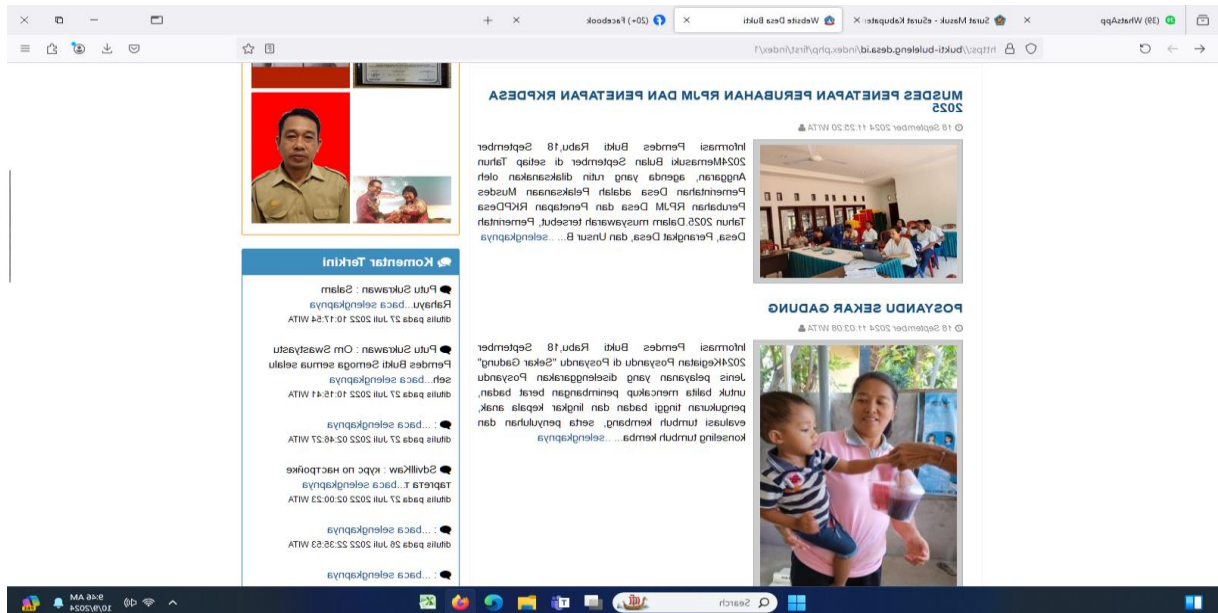 (39) WhatsApp
Surat Masuk - eSurat Kabupate
Website Desa Bukti
(20+) Facebook
https://bukti-buleleng.desa.id/index.php/first/index/1
MUSDES PENETAPAN PERUBAHAN RPJM DAN PENETAPAN RKPDESA
2025
18 September 2024 11:25:20 WITA
Informasi Pemdes Bukti Rabu,18 September
2024Memasuki Bulan September di setiap Tahun
Anggaran, agenda yang rutin dilaksanakan oleh
Pemerintahan Desa adalah Pelaksanaan Musdes
Perubahan RPJM Desa dan Penetapan RKPDesa
Tahun 2025.Dalam musyawarah tersebut, Pemerintah
Desa, Perangkat Desa, dan Unsur B... ..selengkapnya
POSYANDU SEKAR GADUNG
18 September 2024 11:03:08 WITA
Informasi Pemdes Bukti Rabu,18 September
2024Kegiatan Posyandu di Posyandu "Sekar Gadung"
Jenis pelayanan yang diselenggarakan Posyandu
untuk balita mencakup penimbangan berat badan,
pengukuran tinggi badan dan lingkar kepala anak,
evaluasi tumbuh kembang, serta penyuluhan dan
konseling tumbuh kemba... ..selengkapnya
Komentar Terkini
Putu Sukrawan : Salam
Rahayu...baca selengkapnya
ditulis pada 27 Juli 2022 10:17:54 WITA
Putu Sukrawan : Om Swastyastu
Pemdes Bukti Semoga semua selalu
seh...baca selengkapnya
ditulis pada 27 Juli 2022 10:15:41 WITA
: ...baca selengkapnya
ditulis pada 27 Juli 2022 02:46:27 WITA
SdvillKaw : курс по настройке
таргета т...baca selengkapnya
ditulis pada 27 Juli 2022 02:00:23 WITA
: ...baca selengkapnya
ditulis pada 26 Juli 2022 22:35:53 WITA
: ...baca selengkapnya
Search
9:46 AM
10/9/2024